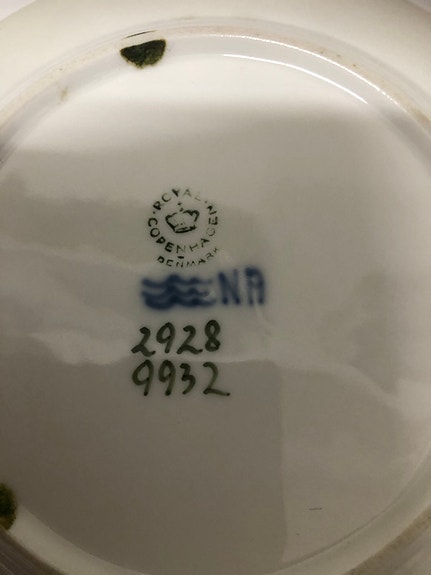 ROYAL COPENHAGEN
DENMARK
NA
2928
9932